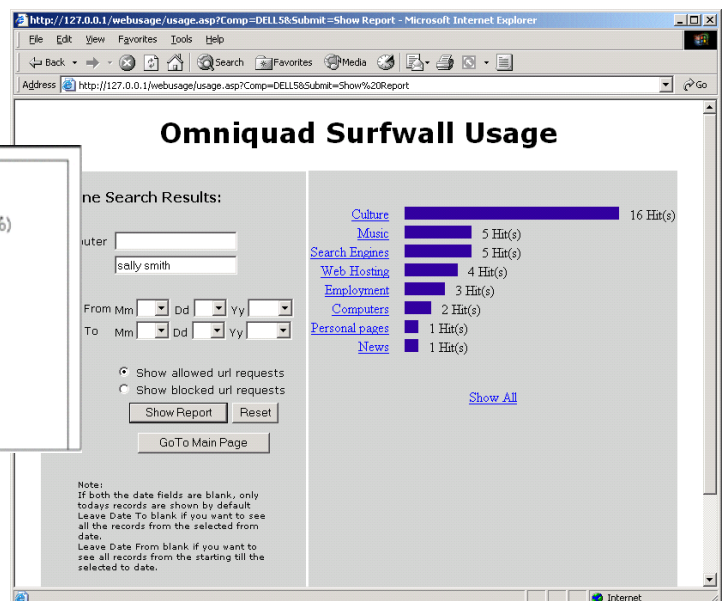 http://127.0.0.1/webusage/usage.asp?Comp=DELL5&Submit=Show Report - Microsoft Internet Explorer
File Edit View Favorites Tools Help
Back Search Favorites Media
Address http://127.0.0.1/webusage/usage.asp?Comp=DELL5&Submit=Show%20Report Go
Omniquad Surfwall Usage
ne Search Results:
%)
uter
sally smith
From Mm Dd Yy
To Mm Dd Yy
Show allowed url requests
Show blocked url requests
Show Report Reset
GoTo Main Page
Note:
If both the date fields are blank, only
todays records are shown by default
Leave Date To blank if you want to see
all the records from the selected from
date.
Leave Date From blank if you want to
see all records from the starting till the
selected to date.
Culture 16 Hit(s)
Music 5 Hit(s)
Search Engines 5 Hit(s)
Web Hosting 4 Hit(s)
Employment 3 Hit(s)
Computers 2 Hit(s)
Personal pages 1 Hit(s)
News 1 Hit(s)
Show All
Internet